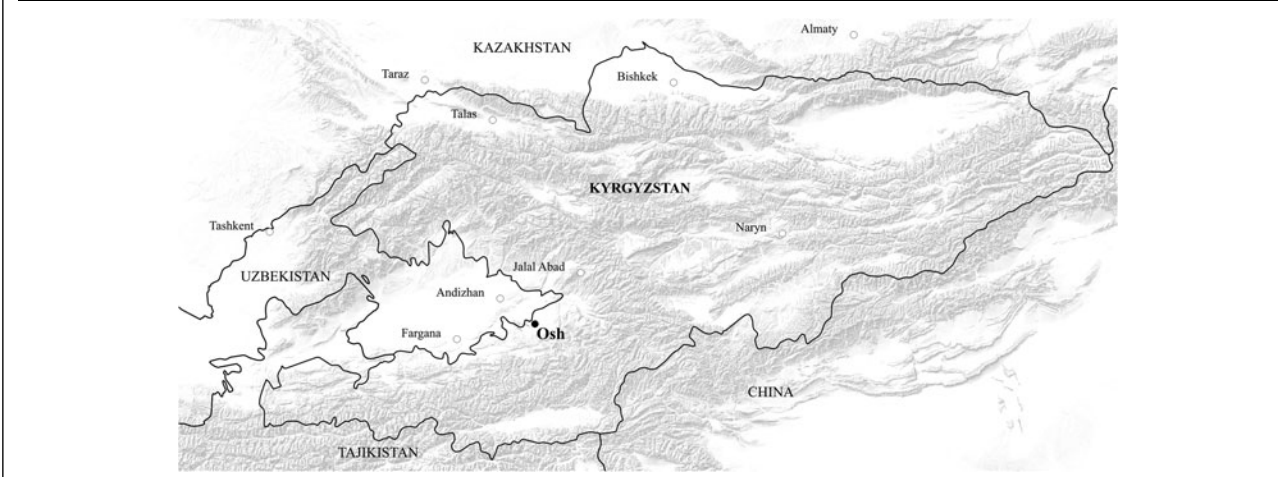 Almaty
KAZAKHSTAN
Taraz
Bishkek
Talas
KYRGYZSTAN
Tashkent
Naryn
Jalal Abad
UZBEKISTAN
Andizhan
Fargana
Osh
CHINA
TAJIKISTAN